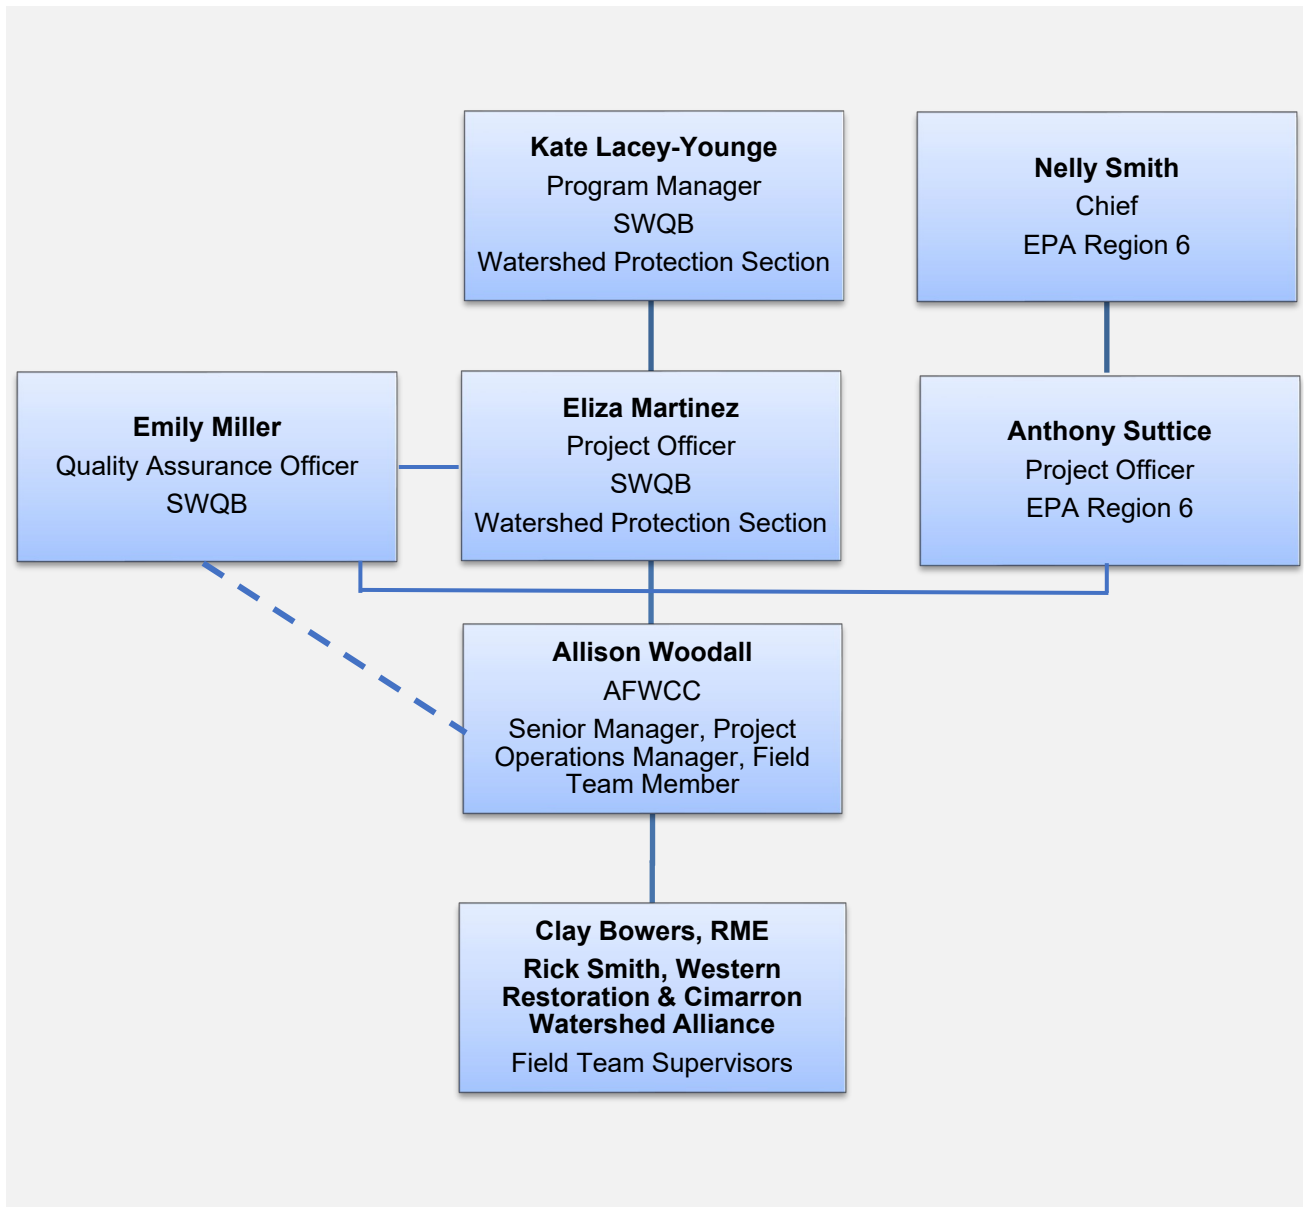 Kate Lacey-Younge
Program Manager
SWQB
Watershed Protection Section
Nelly Smith
Chief
EPA Region 6
Emily Miller
Quality Assurance Officer
SWQB
Eliza Martinez
Project Officer
SWQB
Watershed Protection Section
Anthony Suttice
Project Officer
EPA Region 6
Allison Woodall
AFWCC
Senior Manager, Project
Operations Manager, Field
Team Member
Clay Bowers, RME
Rick Smith, Western
Restoration & Cimarron
Watershed Alliance
Field Team Supervisors